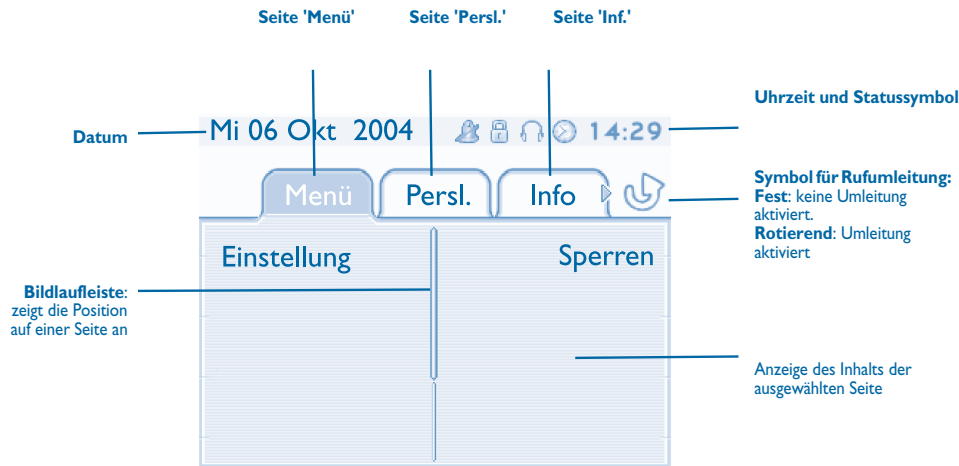 Seite 'Menü' Seite 'Persl.' Seite 'Inf.'
Uhrzeit und Statussymbol
Datum
Mi 06 Okt 2004 14:29
Menü Persl. Info
Symbol für Rufumleitung:
Fest: keine Umleitung
aktiviert.
Rotierend: Umleitung
aktiviert
Einstellung Sperren
Bildlaufleiste:
zeigt die Position
auf einer Seite an
Anzeige des Inhalts der
ausgewählten Seite